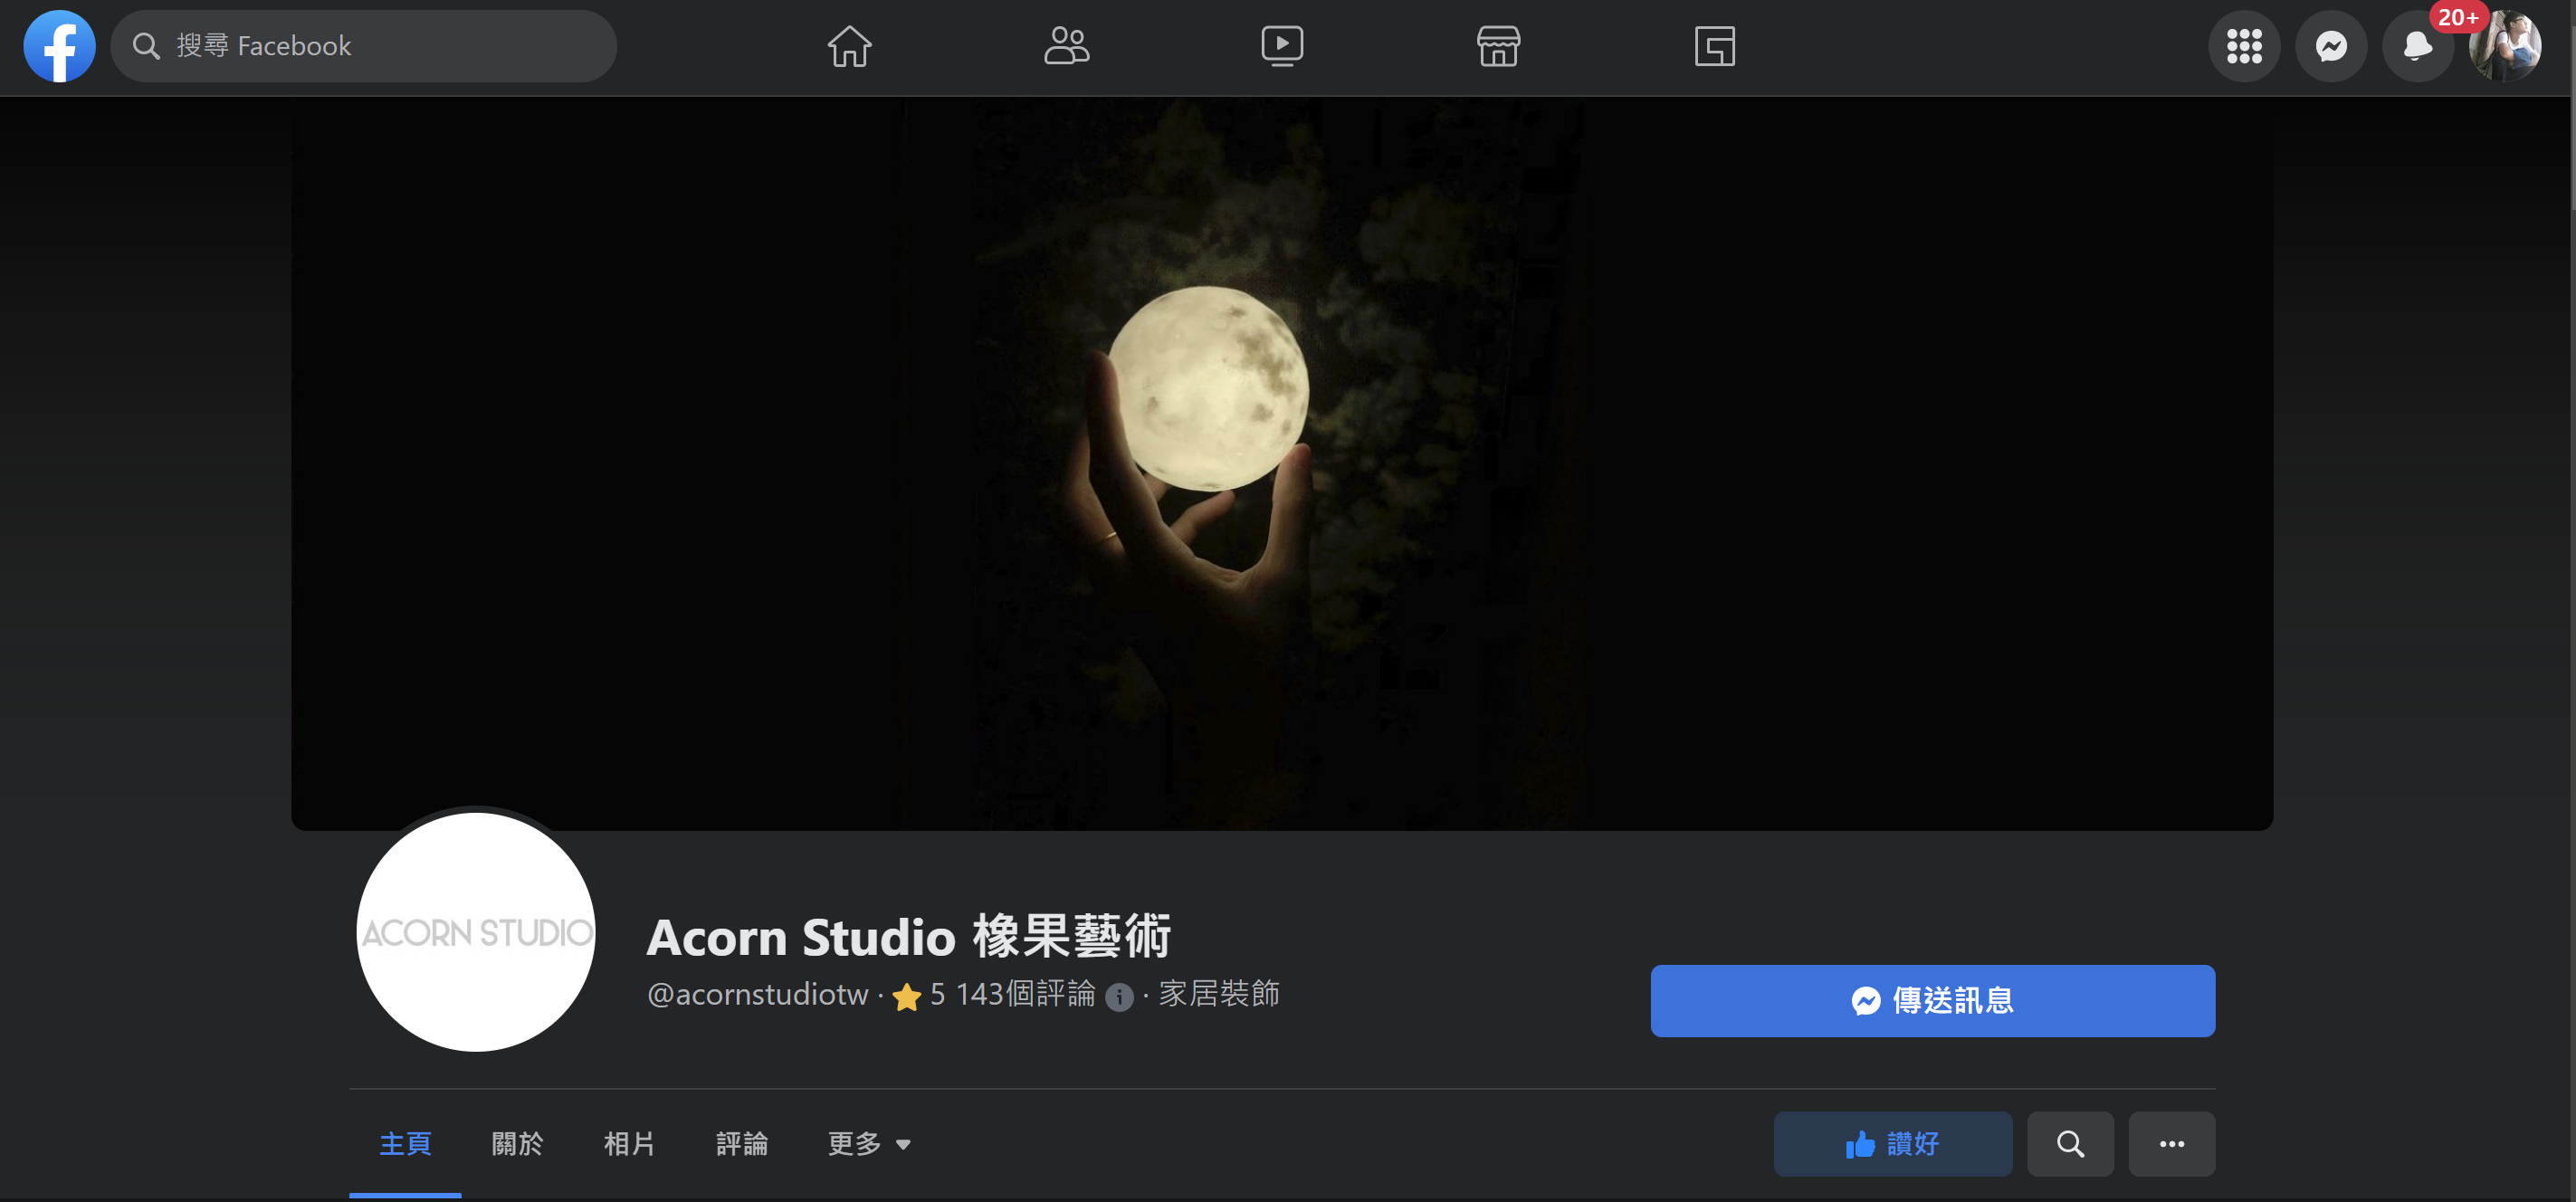 搜尋 Facebook
20+
ACORN STUDIO
Acorn Studio 橡果藝術
@acornstudiotw · 5 143個評論 · 家居裝飾
傳送訊息
主頁 關於 相片 評論 更多
讚好